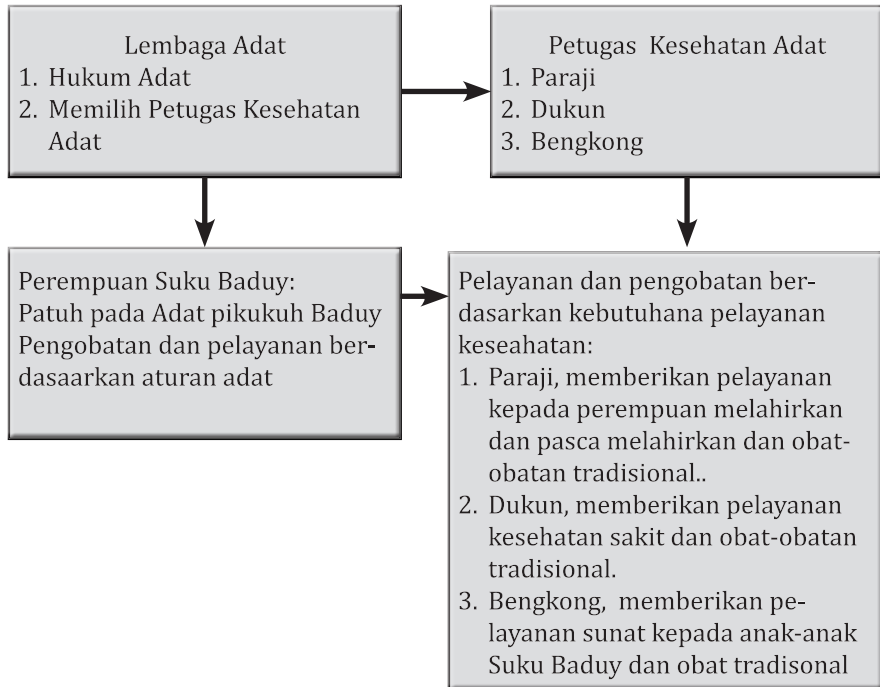 Lembaga Adat
1. Hukum Adat
2. Memilih Petugas Kesehatan
Adat
Petugas Kesehatan Adat
1. Paraji
2. Dukun
3. Bengkong
Perempuan Suku Baduy:
Patuh pada Adat pikukuh Baduy
Pengobatan dan pelayanan ber-
dasaarkan aturan adat
Pelayanan dan pengobatan ber-
dasarkan kebutuhana pelayanan
keseahatan:
1. Paraji, memberikan pelayanan
kepada perempuan melahirkan
dan pasca melahirkan dan obat-
obatan tradisional..
2. Dukun, memberikan pelayanan
kesehatan sakit dan obat-obatan
tradisional.
3. Bengkong, memberikan pe-
layanan sunat kepada anak-anak
Suku Baduy dan obat tradisonal